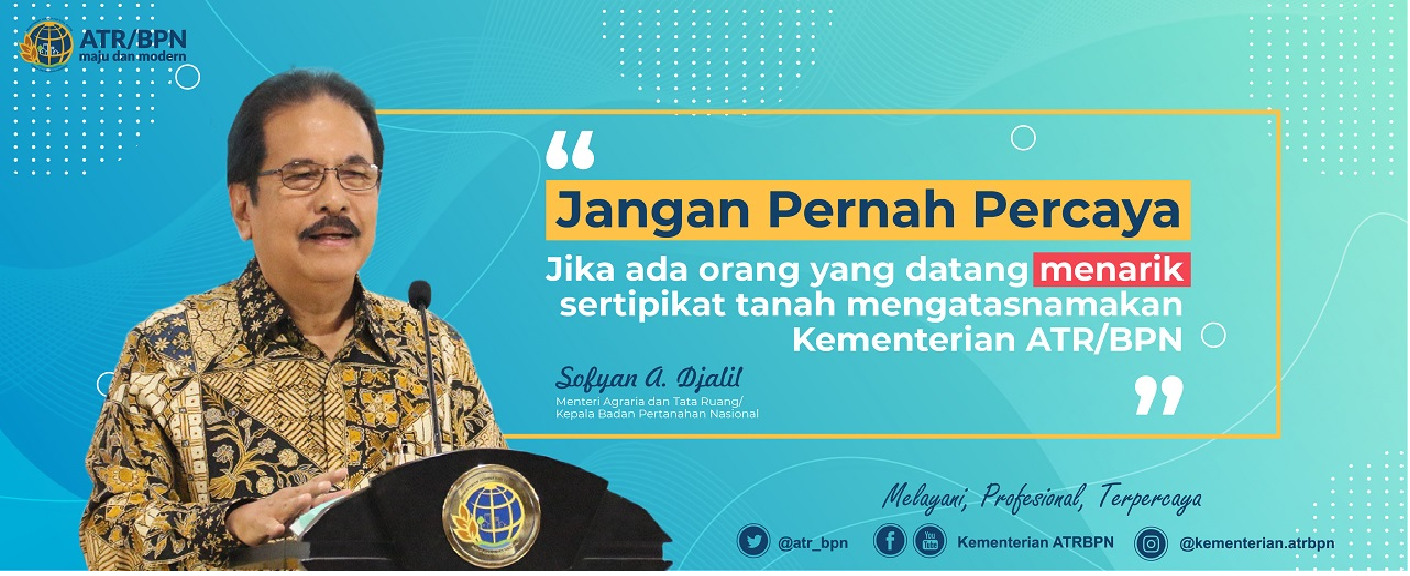 ATR/BPN
maju dan modern
“
Jangan Pernah Percaya
Jika ada orang yang datang menarik
sertipikat tanah mengatasnamakan
Kementerian ATR/BPN
”
Sofyan A. Djalil
Menteri Agraria dan Tata Ruang/
Kepala Badan Pertanahan Nasional
Melayani, Profesional, Terpercaya
@atr_bpn
You Tube
Kementerian ATRBPN
@kementerian.atrbpn